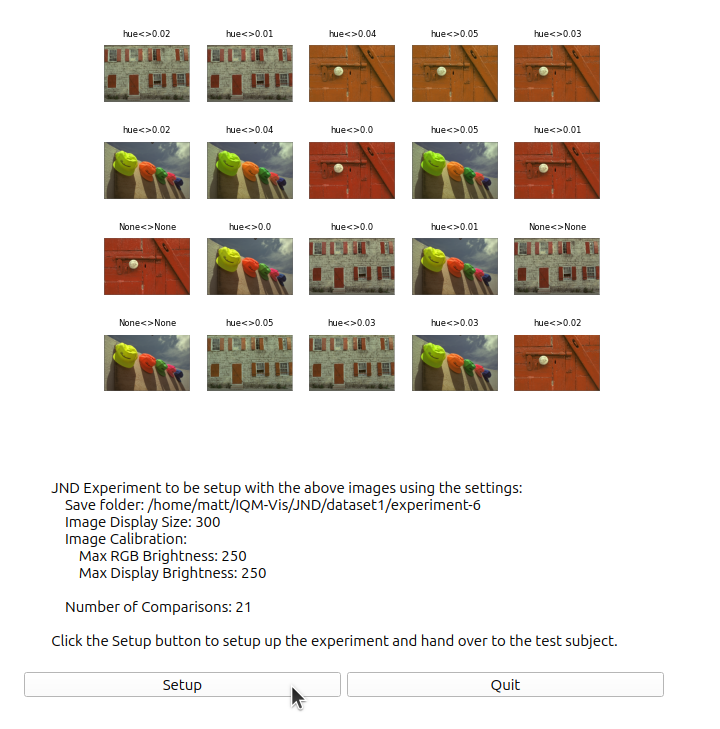 hue<>0.02 hue<>0.01 hue<>0.04 hue<>0.05 hue<>0.03
hue<>0.02 hue<>0.04 hue<>0.0 hue<>0.05 hue<>0.01
None<>None hue<>0.0 hue<>0.0 hue<>0.01 None<>None
None<>None hue<>0.05 hue<>0.03 hue<>0.03 hue<>0.02
JND Experiment to be setup with the above images using the settings:
Save folder: /home/matt/IQM-Vis/JND/dataset1/experiment-6
Image Display Size: 300
Image Calibration:
Max RGB Brightness: 250
Max Display Brightness: 250
Number of Comparisons: 21
Click the Setup button to setup up the experiment and hand over to the test subject.
Setup Quit